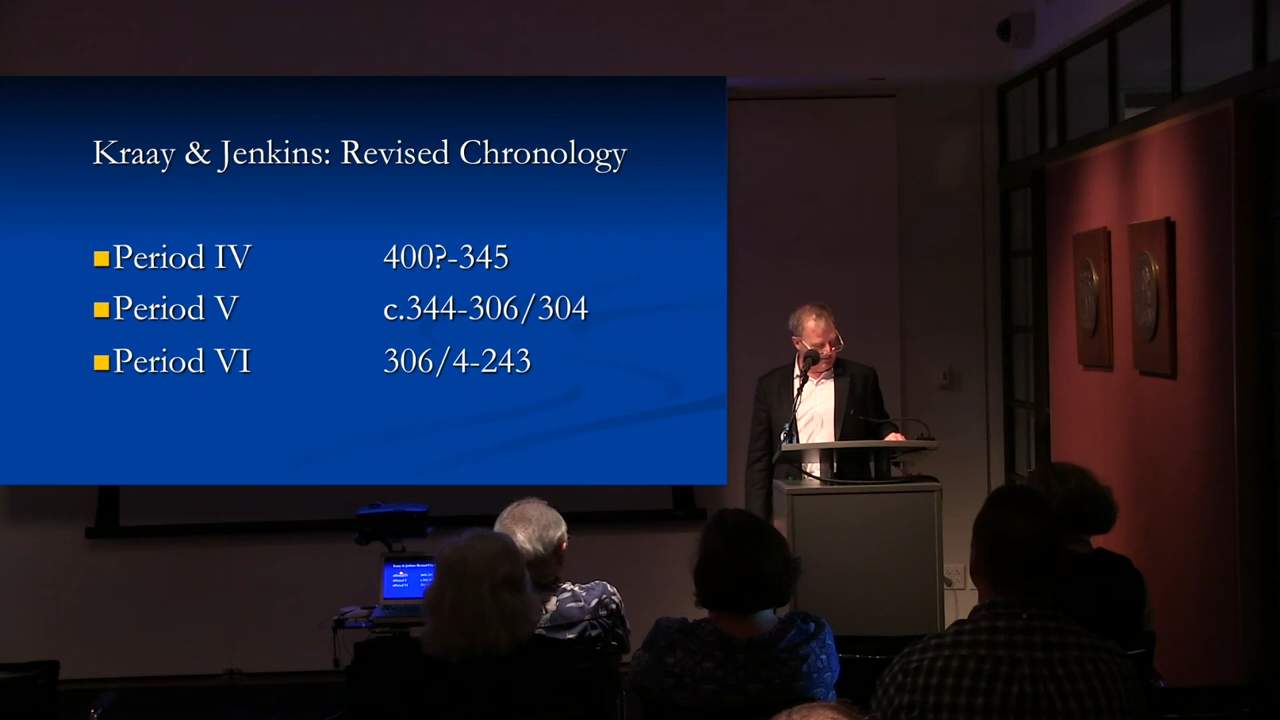 Kraay & Jenkins: Revised Chronology
Period IV 400?-345
Period V c.344-306/304
Period VI 306/4-243